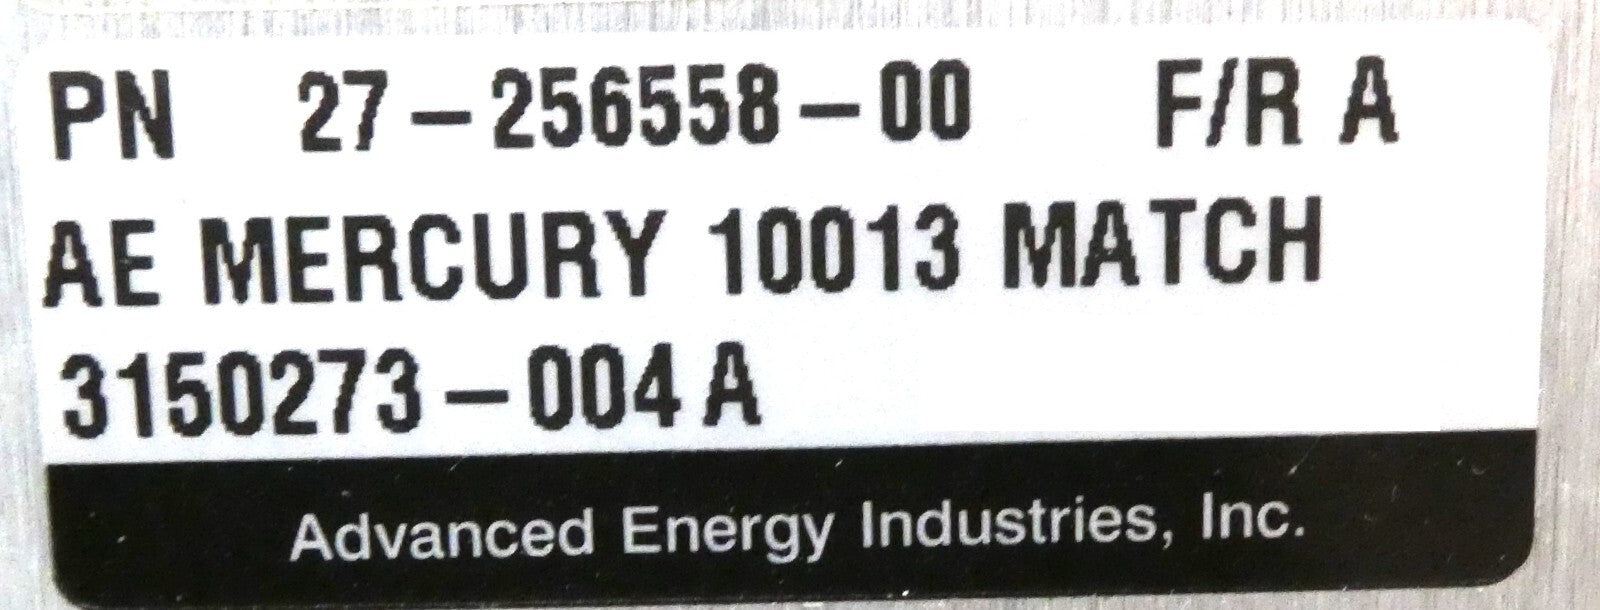 PN 27-256558-00 F/R A
AE MERCURY 10013 MATCH
3150273-004 A
Advanced Energy Industries, Inc.